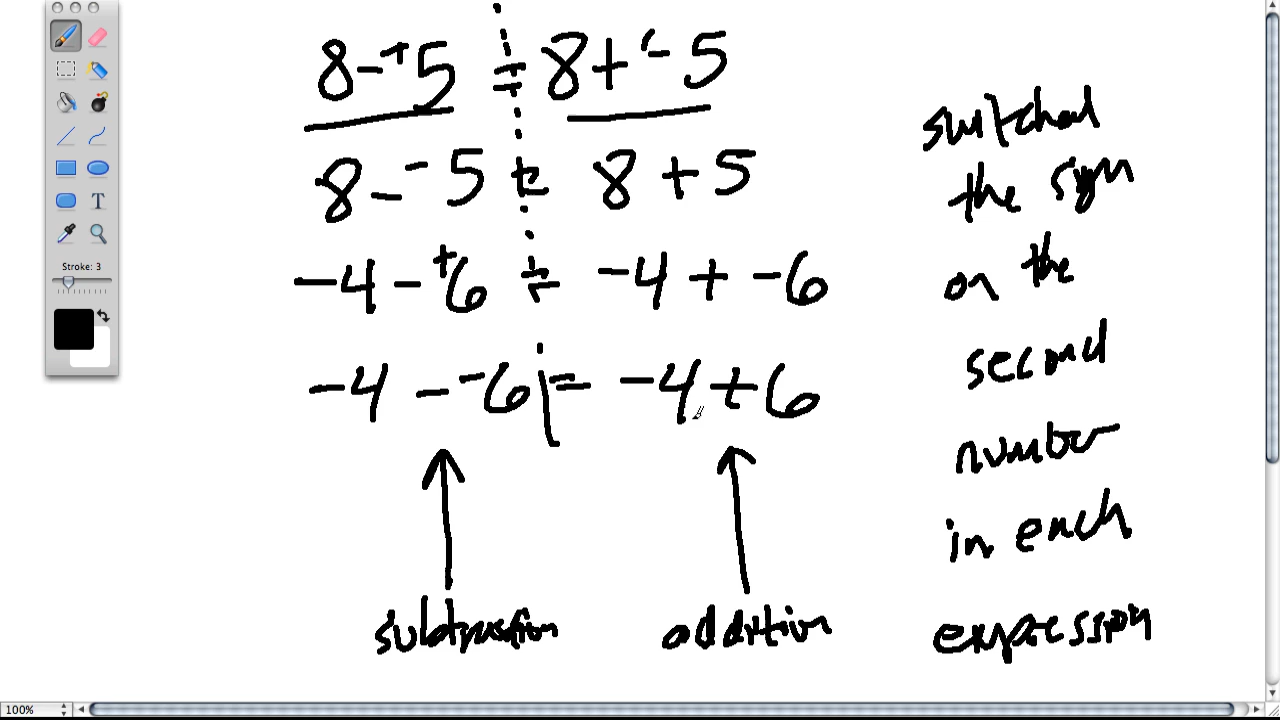 8 - +5 = 8 + -5
8 - -5 = 8 + 5
-4 - +6 = -4 + -6
-4 - -6 = -4 + 6
subtraction addition
switched
the sign
on the
second
number
in each
expression
T
Stroke: 3
100%